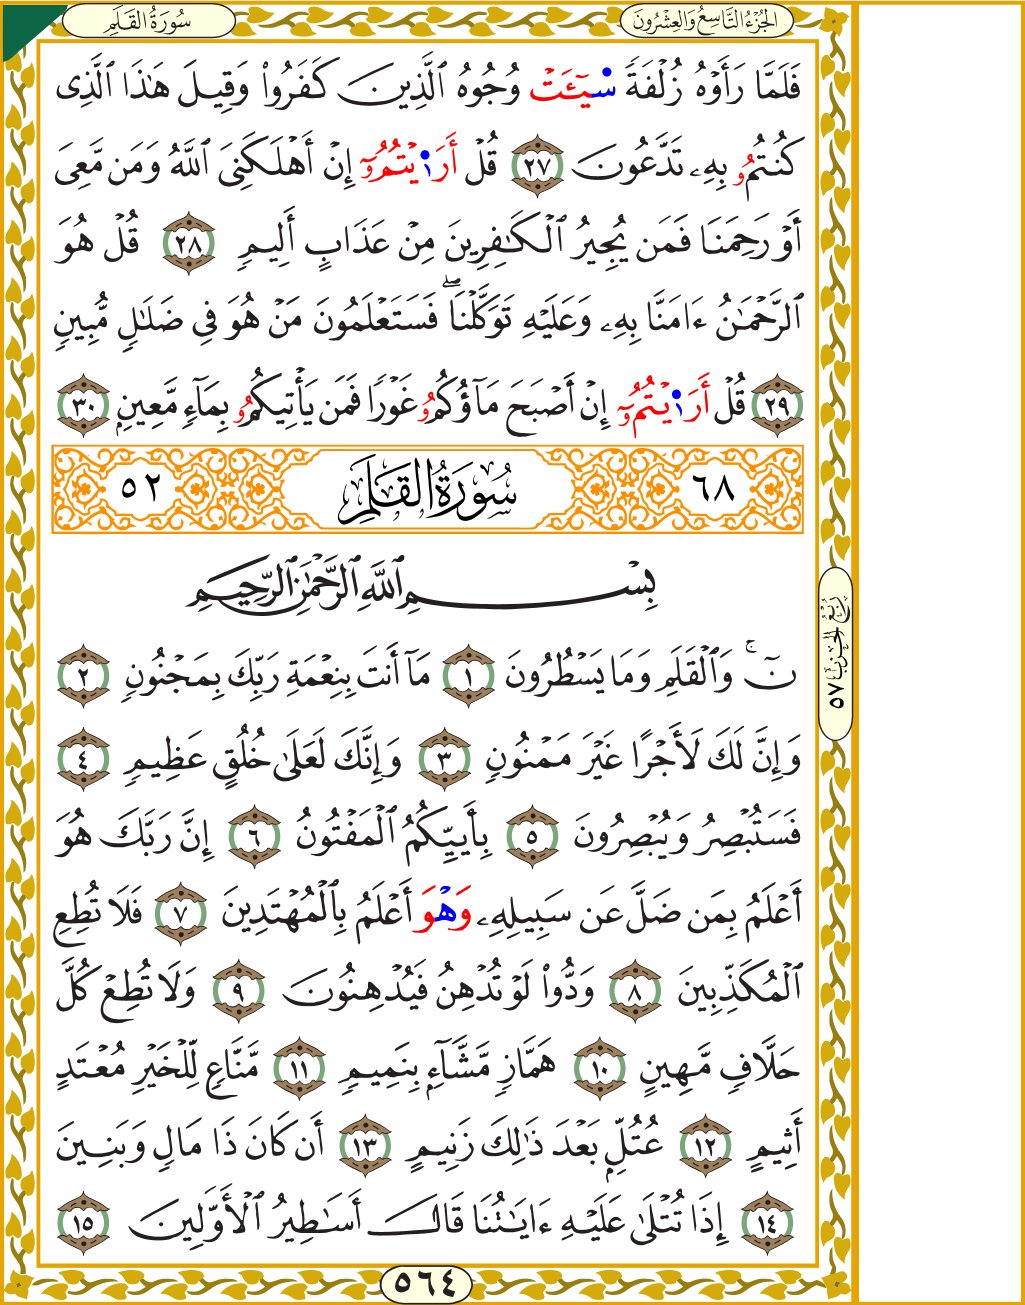 سُورَةُ القَلَمِ
الجُزْءُ التَّاسِعُ وَالعِشْرُونَ
فَلَمَّا رَأَوْهُ زُلْفَةً سِيٓـَٔتْ وُجُوهُ ٱلَّذِينَ كَفَرُوا۟ وَقِيلَ هَٰذَا ٱلَّذِى
كُنتُمُۥ بِهِۦ تَدَّعُونَ ٢٧ قُلْ أَرَٰٓيْتُمُۥٓ إِنْ أَهْلَكَنِىَ ٱللَّهُ وَمَن مَّعِىَ
أَوْ رَحِمَنَا فَمَن يُجِيرُ ٱلْكَٰفِرِينَ مِنْ عَذَابٍ أَلِيمٍ ٢٨ قُلْ هُوَ
ٱلرَّحْمَٰنُ ءَامَنَّا بِهِۦ وَعَلَيْهِ تَوَكَّلْنَا ۖ فَسَتَعْلَمُونَ مَنْ هُوَ فِى ضَلَٰلٍ مُّبِينٍ
٢٩ قُلْ أَرَٰيْتُمُۥٓ إِنْ أَصْبَحَ مَآؤُكُمُۥ غَوْرًا فَمَن يَأْتِيكُمُۥ بِمَآءٍ مَّعِينٍ ٣٠
٦٨ سُورَةُ القَلَمِ ٥٢
بِسْمِ ٱللَّهِ ٱلرَّحْمَٰنِ ٱلرَّحِيمِ
نٓ ۚ وَٱلْقَلَمِ وَمَا يَسْطُرُونَ ١ مَآ أَنتَ بِنِعْمَةِ رَبِّكَ بِمَجْنُونٍ ٢
وَإِنَّ لَكَ لَأَجْرًا غَيْرَ مَمْنُونٍ ٣ وَإِنَّكَ لَعَلَىٰ خُلُقٍ عَظِيمٍ ٤
فَسَتُبْصِرُ وَيُبْصِرُونَ ٥ بِأَييِّكُمُ ٱلْمَفْتُونُ ٦ إِنَّ رَبَّكَ هُوَ
أَعْلَمُ بِمَن ضَلَّ عَن سَبِيلِهِۦ وَهْوَ أَعْلَمُ بِٱلْمُهْتَدِينَ ٧ فَلَا تُطِعِ
ٱلْمُكَذِّبِينَ ٨ وَدُّوا۟ لَوْ تُدْهِنُ فَيُدْهِنُونَ ٩ وَلَا تُطِعْ كُلَّ
حَلَّافٍ مَّهِينٍ ١٠ هَمَّازٍ مَّشَّآءٍ بِنَمِيمٍ ١١ مَّنَّاعٍ لِّلْخَيْرِ مُعْتَدٍ
أَثِيمٍ ١٢ عُتُلٍّ بَعْدَ ذَٰلِكَ زَنِيمٍ ١٣ أَن كَانَ ذَا مَالٍ وَبَنِينَ
١٤ إِذَا تُتْلَىٰ عَلَيْهِ ءَايَٰتُنَا قَالَ أَسَٰطِيرُ ٱلْأَوَّلِينَ ١٥
رُبْعُ الحِزْبِ ٥٧
٥٦٤